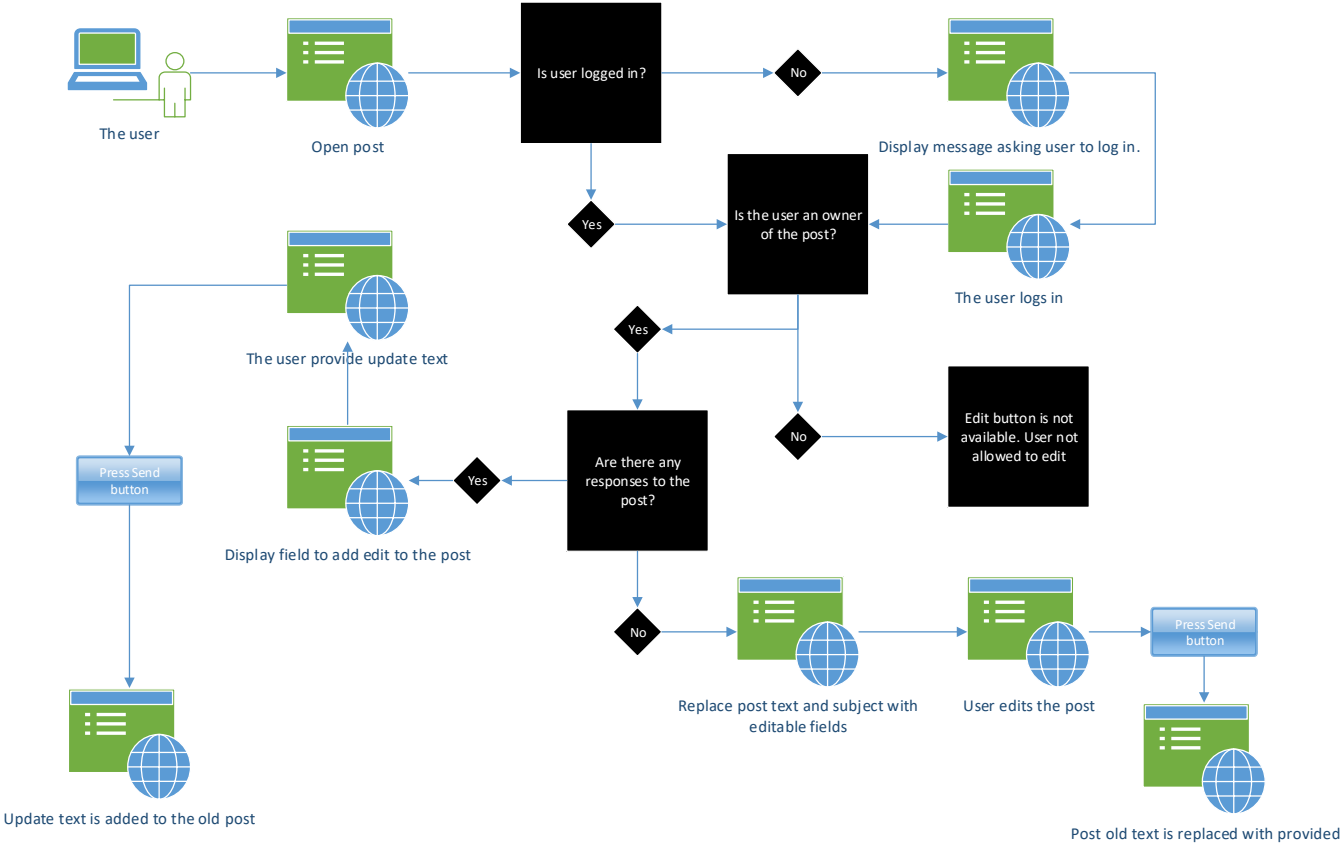 Is user logged in?
No
The user
Open post
Display message asking user to log in.
Yes
Is the user an owner
of the post?
The user logs in
Yes
The user provide update text
Edit button is not
available. User not
allowed to edit
No
Press Send
button
Are there any
responses to the
post?
Yes
Display field to add edit to the post
No
Press Send
button
Replace post text and subject with
editable fields
User edits the post
Update text is added to the old post
Post old text is replaced with provided